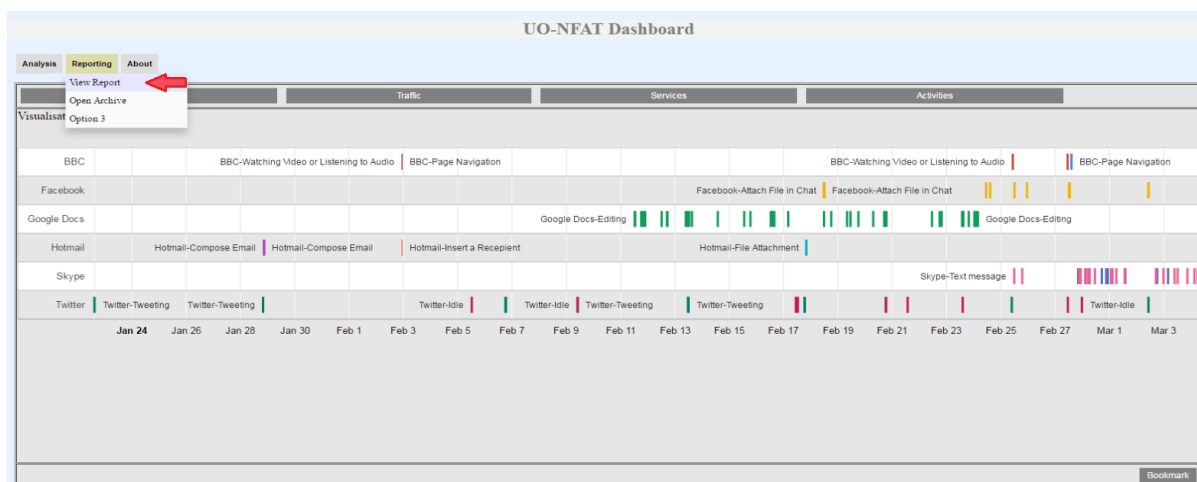 UO-NFAT Dashboard
Analysis Reporting About
View Report
Open Archive
Option 3
Traffic Services Activities
Visualisat
BBC BBC-Watching Video or Listening to Audio BBC-Page Navigation BBC-Watching Video or Listening to Audio BBC-Page Navigation
Facebook Facebook-Attach File in Chat Facebook-Attach File in Chat
Google Docs Google Docs-Editing Google Docs-Editing
Hotmail Hotmail-Compose Email Hotmail-Compose Email Hotmail-Insert a Recepient Hotmail-File Attachment
Skype Skype-Text message
Twitter Twitter-Tweeting Twitter-Tweeting Twitter-Idle Twitter-Idle Twitter-Tweeting Twitter-Tweeting Twitter-Idle
Jan 24 Jan 26 Jan 28 Jan 30 Feb 1 Feb 3 Feb 5 Feb 7 Feb 9 Feb 11 Feb 13 Feb 15 Feb 17 Feb 19 Feb 21 Feb 23 Feb 25 Feb 27 Mar 1 Mar 3
Bookmark